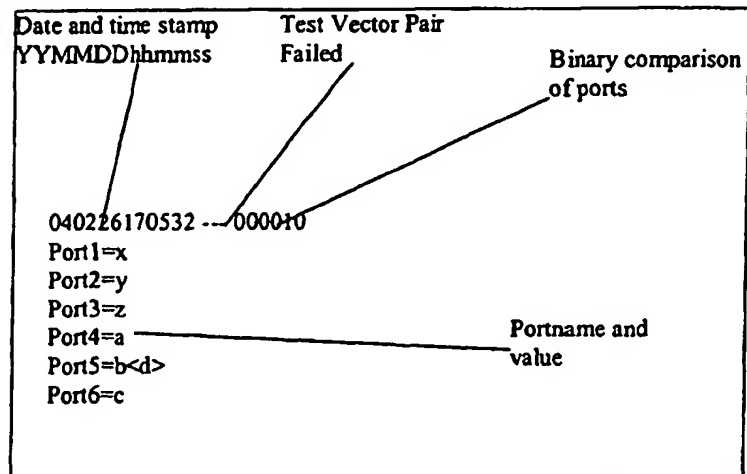 Date and time stamp
YYMMDDhhmmss
Test Vector Pair
Failed
Binary comparison
of ports
040226170532 --- 000010
Port1=x
Port2=y
Port3=z
Port4=a
Port5=b<d>
Port6=c
Portname and
value